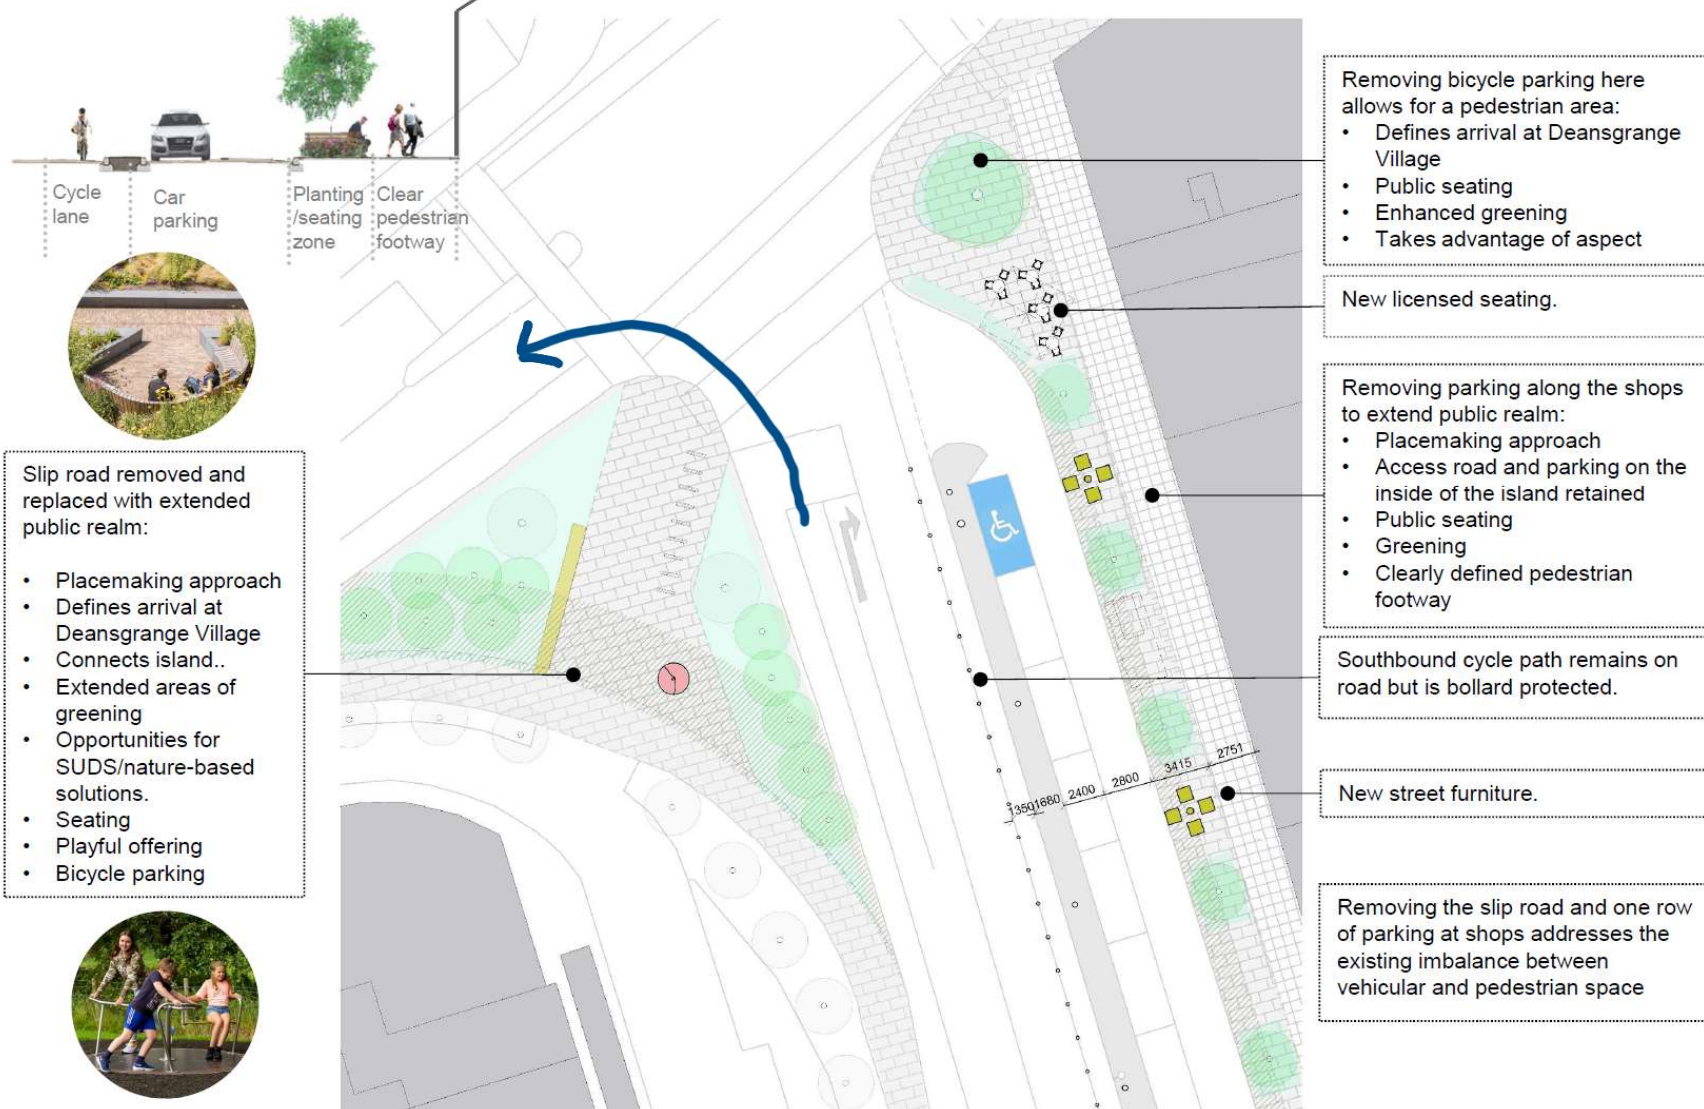 Cycle
lane
Car
parking
Planting
/seating
zone
Clear
pedestrian
footway
Slip road removed and
replaced with extended
public realm:
• Placemaking approach
• Defines arrival at
Deansgrange Village
• Connects island..
• Extended areas of
greening
• Opportunities for
SUDS/nature-based
solutions.
• Seating
• Playful offering
• Bicycle parking
1350
1680
2400
2800
3415
2751
Removing bicycle parking here
allows for a pedestrian area:
• Defines arrival at Deansgrange
Village
• Public seating
• Enhanced greening
• Takes advantage of aspect
New licensed seating.
Removing parking along the shops
to extend public realm:
• Placemaking approach
• Access road and parking on the
inside of the island retained
• Public seating
• Greening
• Clearly defined pedestrian
footway
Southbound cycle path remains on
road but is bollard protected.
New street furniture.
Removing the slip road and one row
of parking at shops addresses the
existing imbalance between
vehicular and pedestrian space